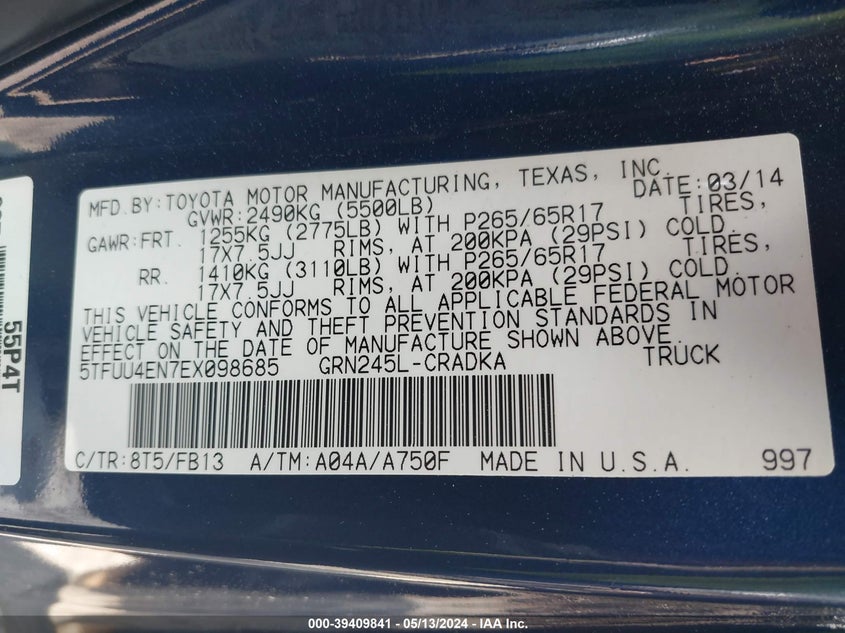 MFD.BY:TOYOTA MOTOR MANUFACTURING, TEXAS, INC.
DATE:03/14
GVWR:2490KG (5500LB)
GAWR:FRT. 1255KG (2775LB) WITH P265/65R17 TIRES,
17X7.5JJ RIMS, AT 200KPA (29PSI) COLD.
RR. 1410KG (3110LB) WITH P265/65R17 TIRES,
17X7.5JJ RIMS, AT 200KPA (29PSI) COLD.
THIS VEHICLE CONFORMS TO ALL APPLICABLE FEDERAL MOTOR
VEHICLE SAFETY AND THEFT PREVENTION STANDARDS IN
EFFECT ON THE DATE OF MANUFACTURE SHOWN ABOVE.
5TFUU4EN7EX098685 GRN245L-CRADKA TRUCK
C/TR:8T5/FB13 A/TM:A04A/A750F MADE IN U.S.A. 997
55P4T
000-39409841 - 05/13/2024 - IAA Inc.